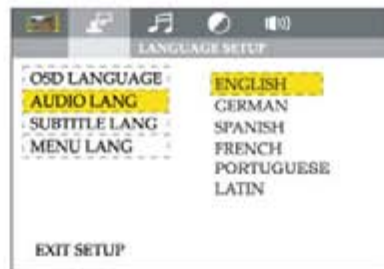 LANGUAGE SETUP
OSD LANGUAGE
AUDIO LANG
SUBTITLE LANG
MENU LANG
ENGLISH
GERMAN
SPANISH
FRENCH
PORTUGUESE
LATIN
EXIT SETUP